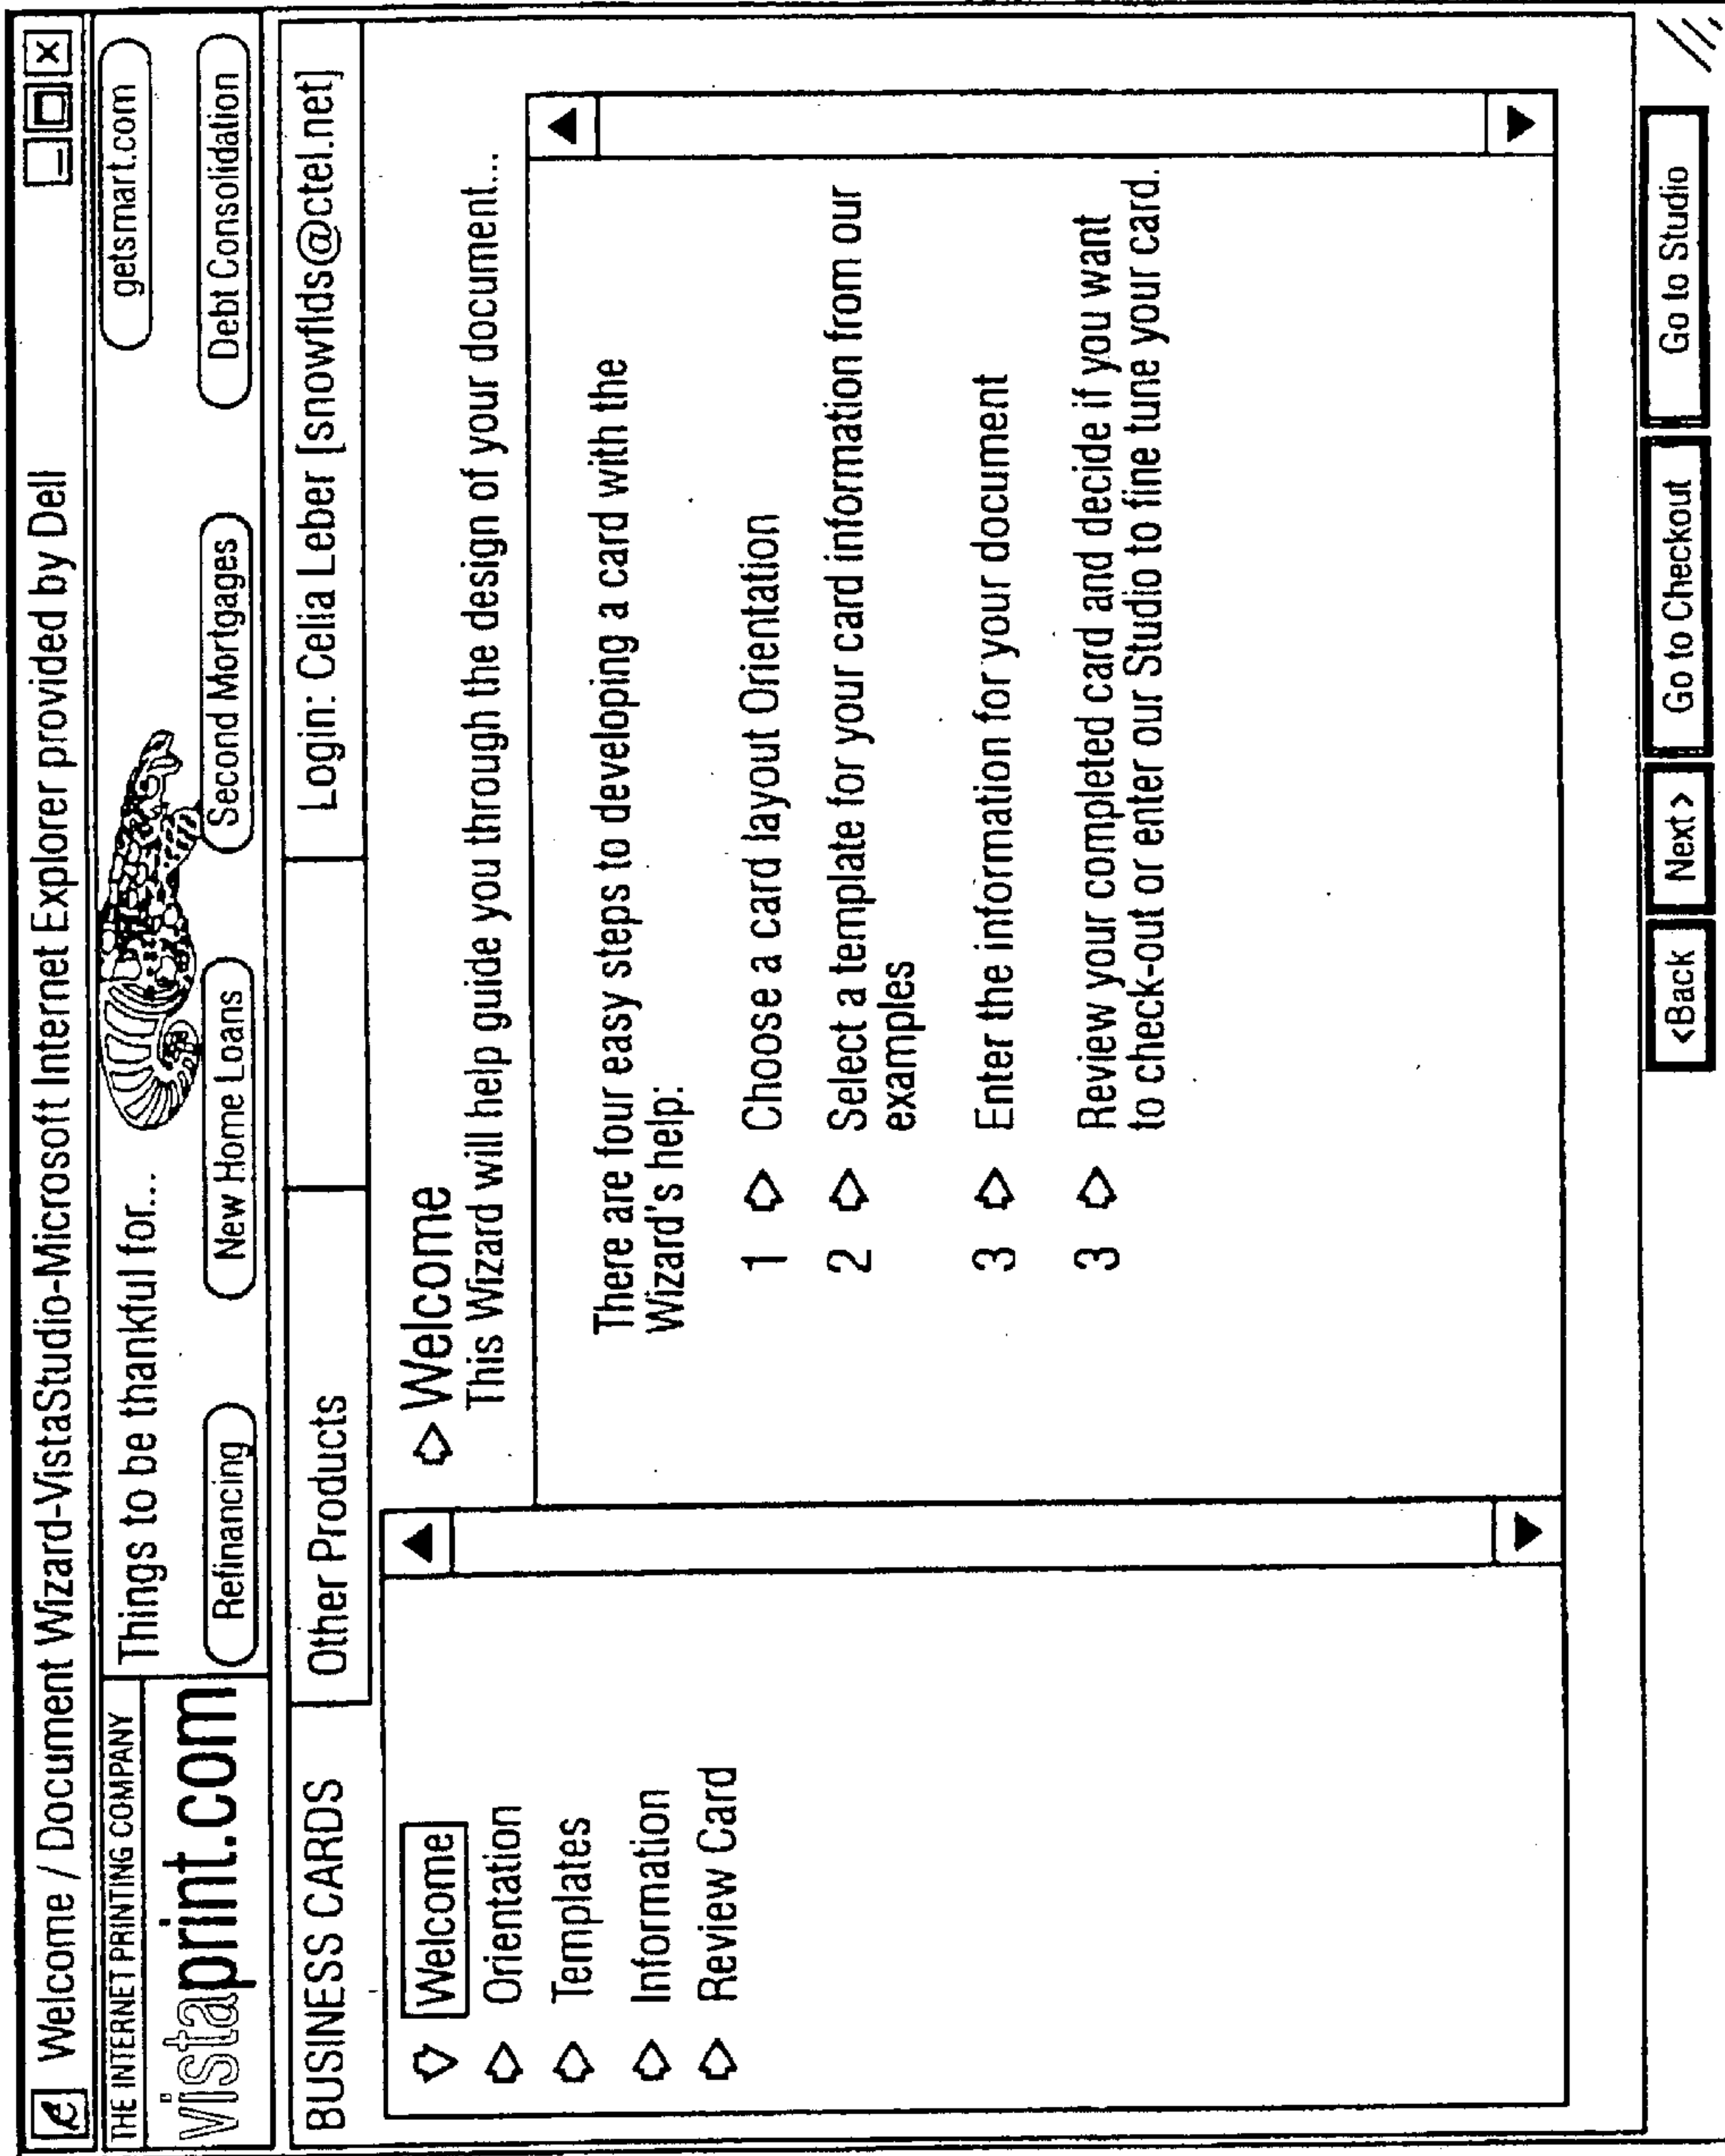 Welcome / Document Wizard-VistaStudio-Microsoft Internet Explorer provided by Dell
THE INTERNET PRINTING COMPANY
vistaprint.com
Things to be thankful for...
getsmart.com
Refinancing
New Home Loans
Second Mortgages
Debt Consolidation
BUSINESS CARDS
Other Products
Login: Celia Leber [snowflds@ctel.net]
Welcome
Orientation
Templates
Information
Review Card
Welcome
This Wizard will help guide you through the design of your document...
There are four easy steps to developing a card with the
Wizard's help:
1 Choose a card layout Orientation
2 Select a template for your card information from our
examples
3 Enter the information for your document
3 Review your completed card and decide if you want
to check-out or enter our Studio to fine tune your card.
<Back
Next>
Go to Checkout
Go to Studio